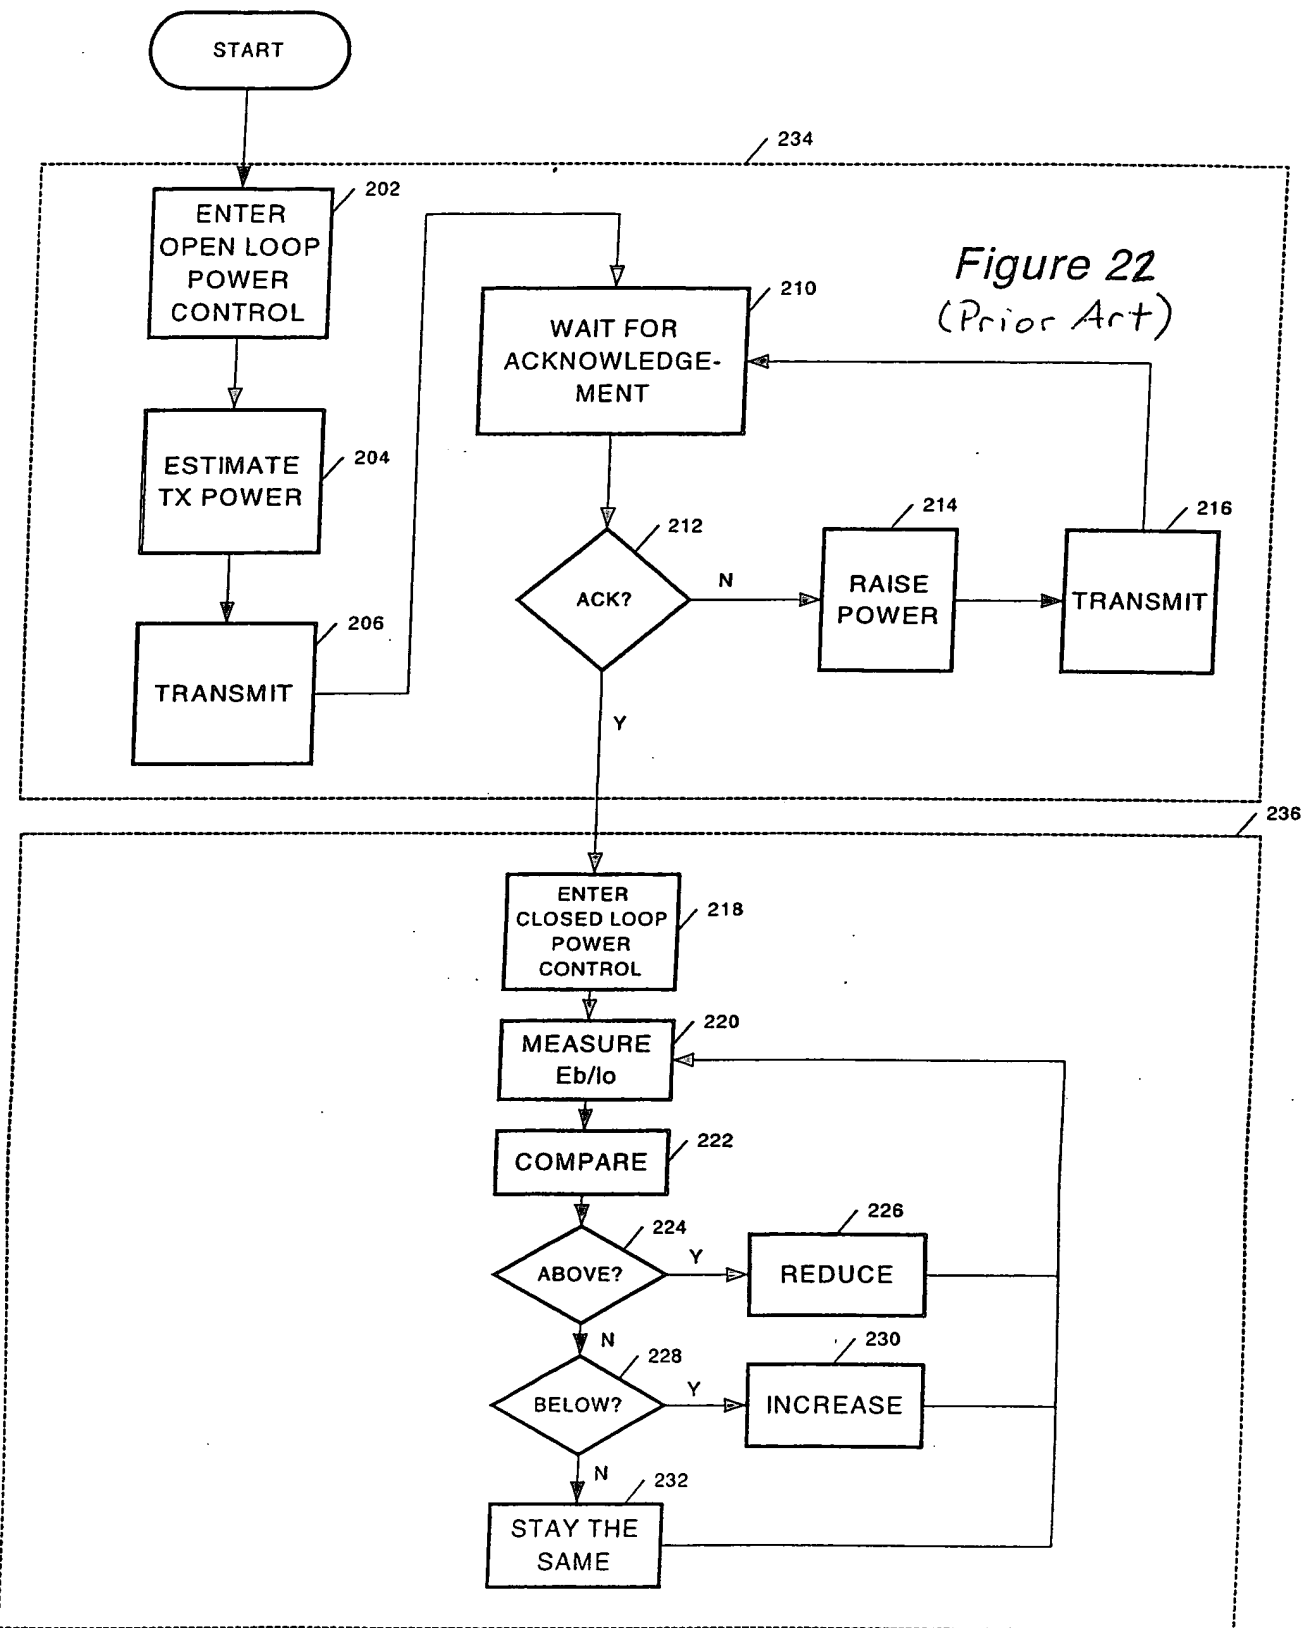 START
234
202
ENTER
OPEN LOOP
POWER
CONTROL
Figure 22
(Prior Art)
210
WAIT FOR
ACKNOWLEDGE-
MENT
204
ESTIMATE
TX POWER
212
ACK?
N
214
RAISE
POWER
216
TRANSMIT
206
TRANSMIT
Y
236
ENTER
CLOSED LOOP
POWER
CONTROL
218
220
MEASURE
Eb/Io
222
COMPARE
224
ABOVE?
Y
226
REDUCE
N
228
BELOW?
Y
230
INCREASE
N
232
STAY THE
SAME